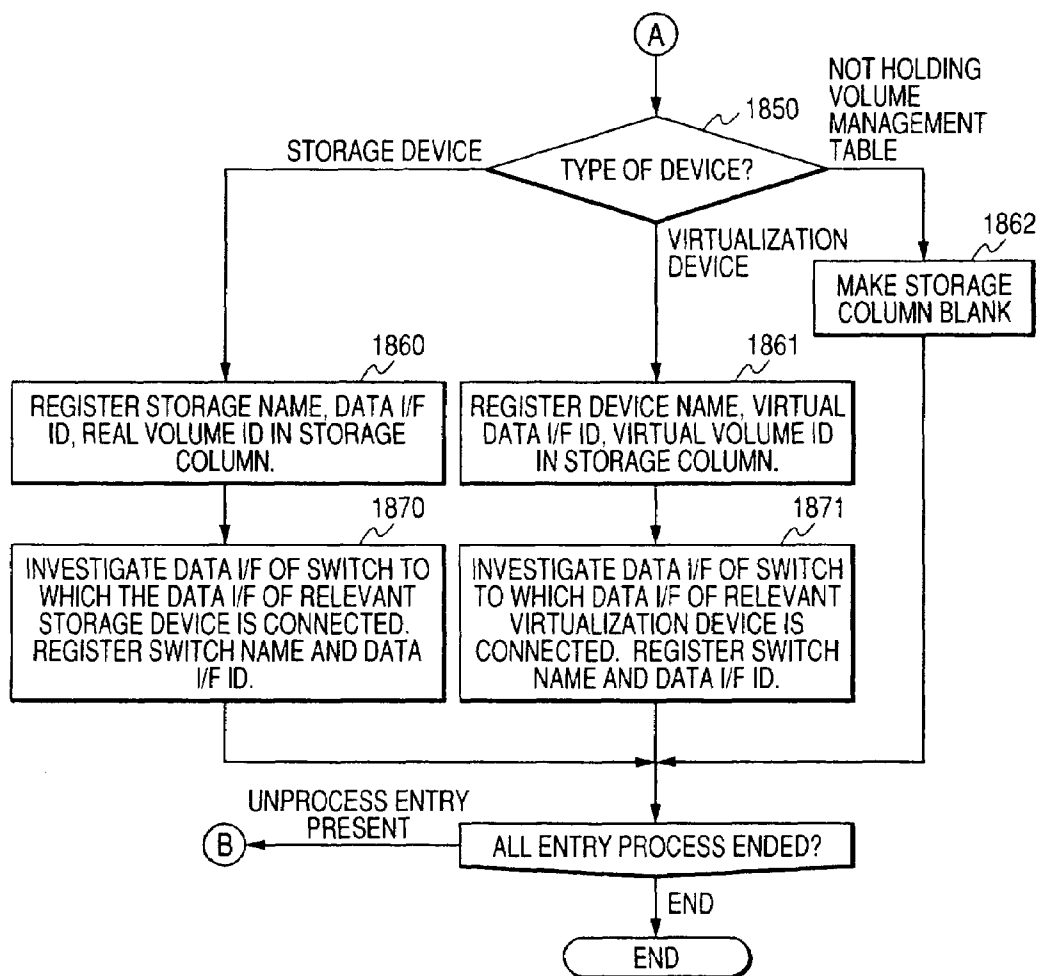 A
NOT HOLDING
VOLUME
MANAGEMENT
TABLE
1850
STORAGE DEVICE
TYPE OF DEVICE?
VIRTUALIZATION
DEVICE
1862
MAKE STORAGE
COLUMN BLANK
1860
REGISTER STORAGE NAME, DATA I/F
ID, REAL VOLUME ID IN STORAGE
COLUMN.
1861
REGISTER DEVICE NAME, VIRTUAL
DATA I/F ID, VIRTUAL VOLUME ID
IN STORAGE COLUMN.
1870
INVESTIGATE DATA I/F OF SWITCH TO
WHICH THE DATA I/F OF RELEVANT
STORAGE DEVICE IS CONNECTED.
REGISTER SWITCH NAME AND DATA
I/F ID.
1871
INVESTIGATE DATA I/F OF SWITCH
TO WHICH DATA I/F OF RELEVANT
VIRTUALIZATION DEVICE IS
CONNECTED. REGISTER SWITCH
NAME AND DATA I/F ID.
UNPROCESS ENTRY
PRESENT
B
ALL ENTRY PROCESS ENDED?
END
END